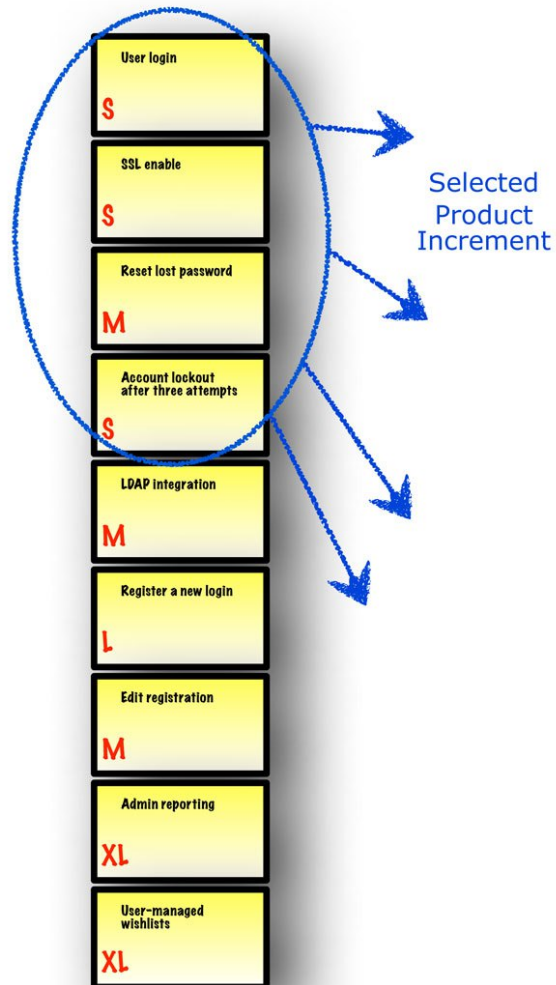 User login
S
SSL enable
S
Selected
Product
Increment
Reset lost password
M
Account lockout
after three attempts
S
LDAP integration
M
Register a new login
L
Edit registration
M
Admin reporting
XL
User-managed
wishlists
XL